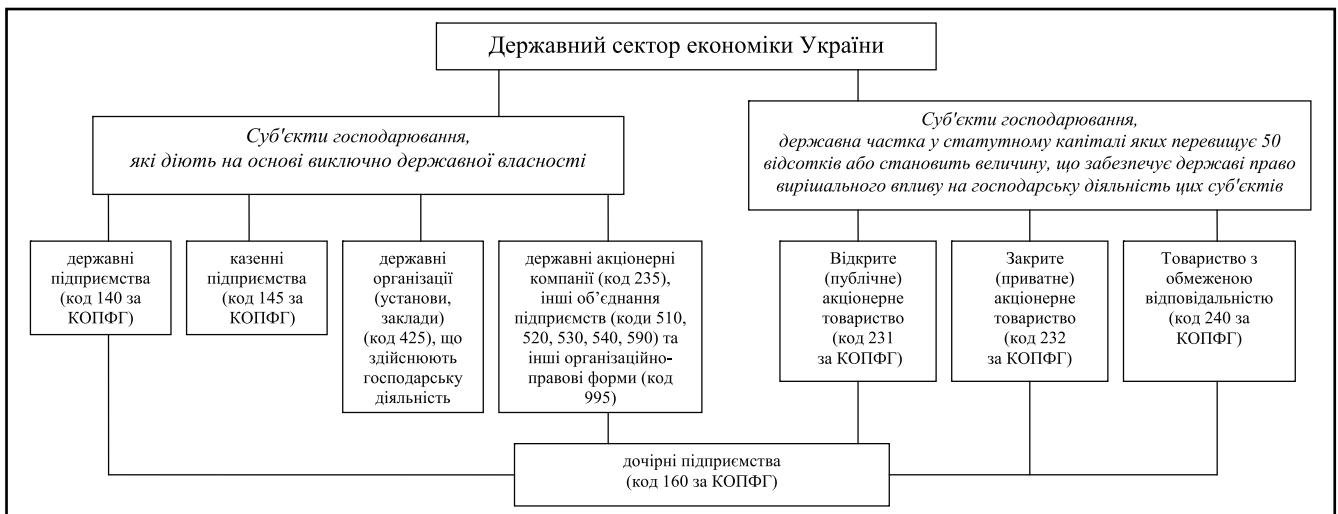 Державний сектор економіки України
Суб'єкти господарювання,
які діють на основі виключно державної власності
Суб'єкти господарювання,
державна частка у статутному капіталі яких перевищує 50
відсотків або становить величину, що забезпечує державі право
вирішального впливу на господарську діяльність цих суб'єктів
державні
підприємства
(код 140 за
КОПФГ)
казенні
підприємства
(код 145 за
КОПФГ)
державні
організації
(установи,
заклади)
(код 425), що
здійснюють
господарську
діяльність
державні акціонерні
компанії (код 235),
інші об’єднання
підприємств (коди 510,
520, 530, 540, 590) та
інші організаційно-
правові форми (код
995)
Відкрите
(публічне)
акціонерне
товариство
(код 231
за КОПФГ)
Закрите
(приватне)
акціонерне
товариство
(код 232
за КОПФГ)
Товариство з
обмеженою
відповідальністю
(код 240 за
КОПФГ)
дочірні підприємства
(код 160 за КОПФГ)